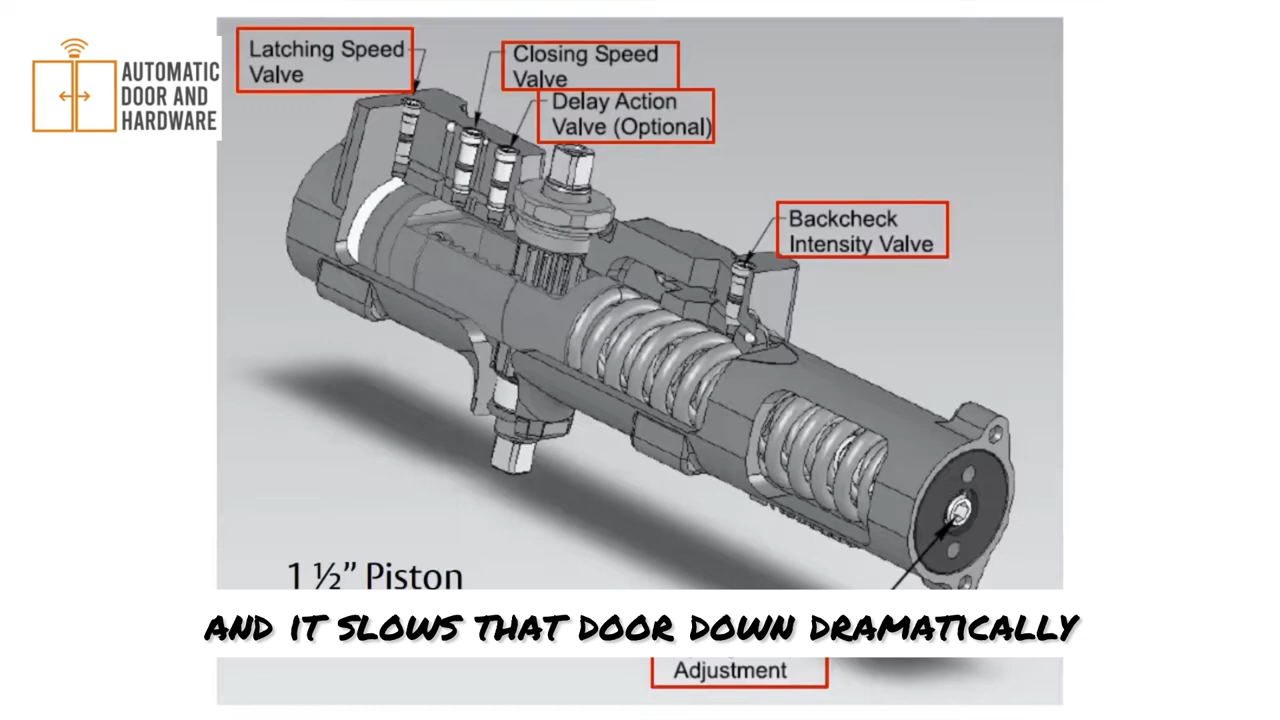 AUTOMATIC
DOOR AND
HARDWARE
Latching Speed
Valve
Closing Speed
Valve
Delay Action
Valve (Optional)
Backcheck
Intensity Valve
1 ½” Piston
AND IT SLOWS THAT DOOR DOWN DRAMATICALLY
Adjustment